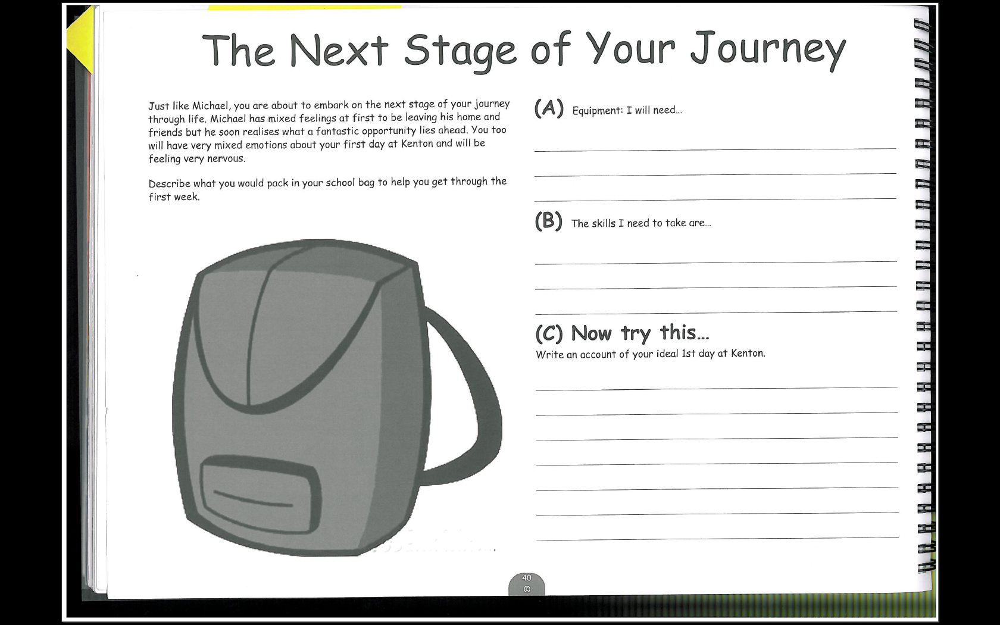 The Next Stage of Your Journey
Just like Michael, you are about to embark on the next stage of your journey
through life. Michael has mixed feelings at first to be leaving his home and
friends but he soon realises what a fantastic opportunity lies ahead. You too
will have very mixed emotions about your first day at Kenton and will be
feeling very nervous.
Describe what you would pack in your school bag to help you get through the
first week.
(A) Equipment: I will need...
(B) The skills I need to take are...
(C) Now try this...
Write an account of your ideal 1st day at Kenton.
40
©